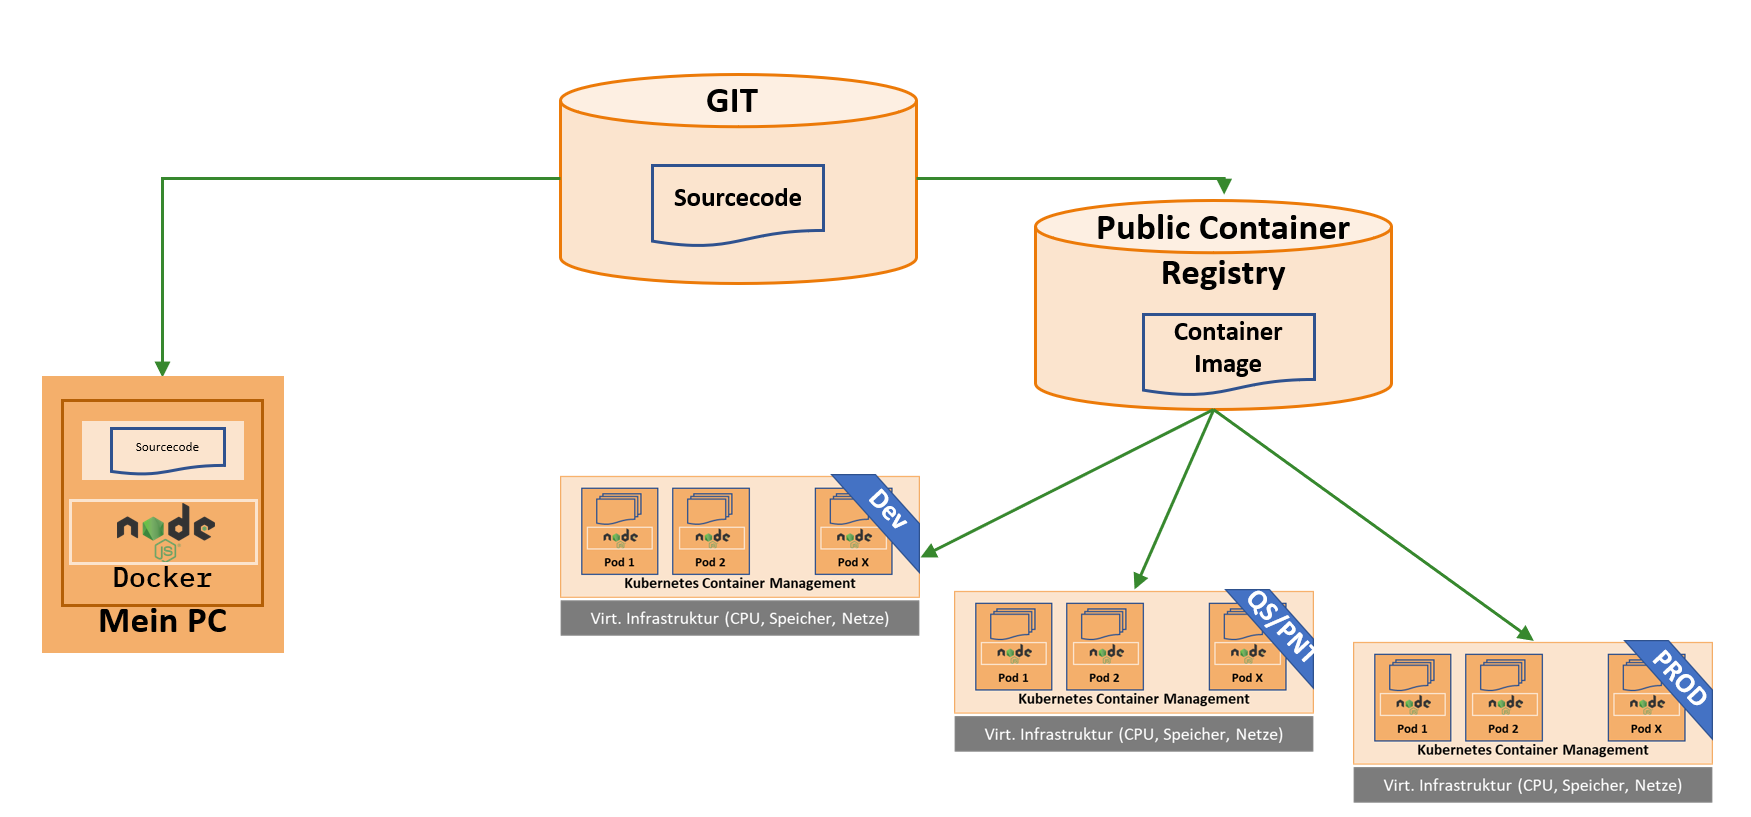 GIT
Sourcecode
Public Container
Registry
Container
Image
Sourcecode
node
JS
Docker
Mein PC
Dev
node
node
node
Pod 1
Pod 2
Pod X
Kubernetes Container Management
Virt. Infrastruktur (CPU, Speicher, Netze)
QS/PNT
node
node
node
Pod 1
Pod 2
Pod X
Kubernetes Container Management
Virt. Infrastruktur (CPU, Speicher, Netze)
PROD
node
node
node
Pod 1
Pod 2
Pod X
Kubernetes Container Management
Virt. Infrastruktur (CPU, Speicher, Netze)